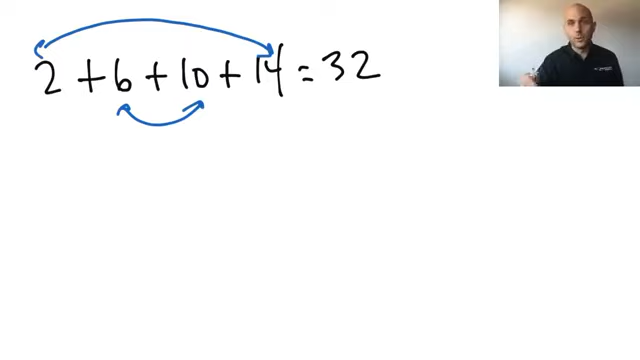 2 + 6 + 10 + 14 = 32